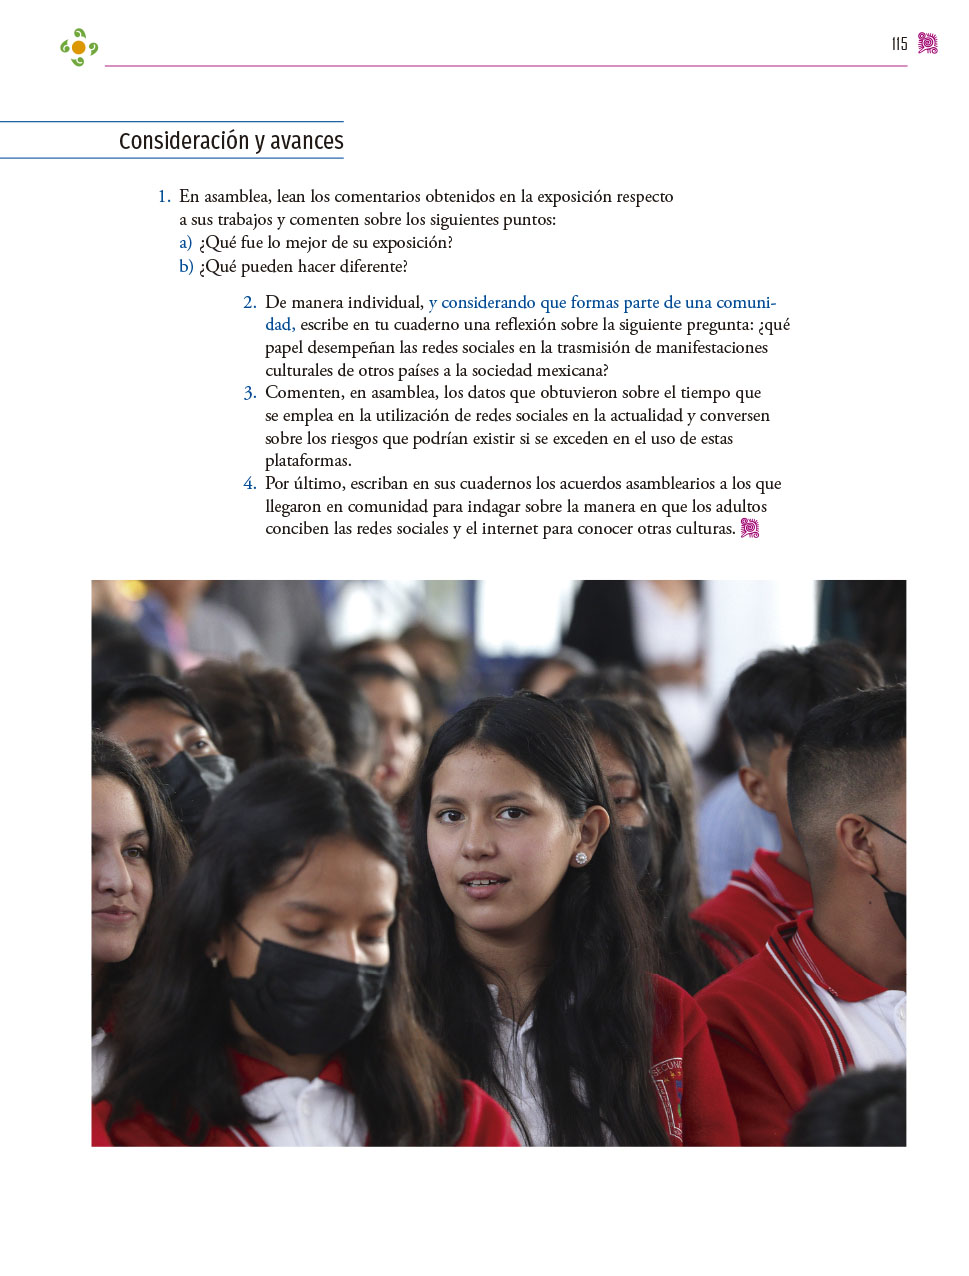 115
Consideración y avances
1. En asamblea, lean los comentarios obtenidos en la exposición respecto
a sus trabajos y comenten sobre los siguientes puntos:
a) ¿Qué fue lo mejor de su exposición?
b) ¿Qué pueden hacer diferente?
2. De manera individual, y considerando que formas parte de una comuni-
dad, escribe en tu cuaderno una reflexión sobre la siguiente pregunta: ¿qué
papel desempeñan las redes sociales en la trasmisión de manifestaciones
culturales de otros países a la sociedad mexicana?
3. Comenten, en asamblea, los datos que obtuvieron sobre el tiempo que
se emplea en la utilización de redes sociales en la actualidad y conversen
sobre los riesgos que podrían existir si se exceden en el uso de estas
plataformas.
4. Por último, escriban en sus cuadernos los acuerdos asamblearios a los que
llegaron en comunidad para indagar sobre la manera en que los adultos
conciben las redes sociales y el internet para conocer otras culturas.